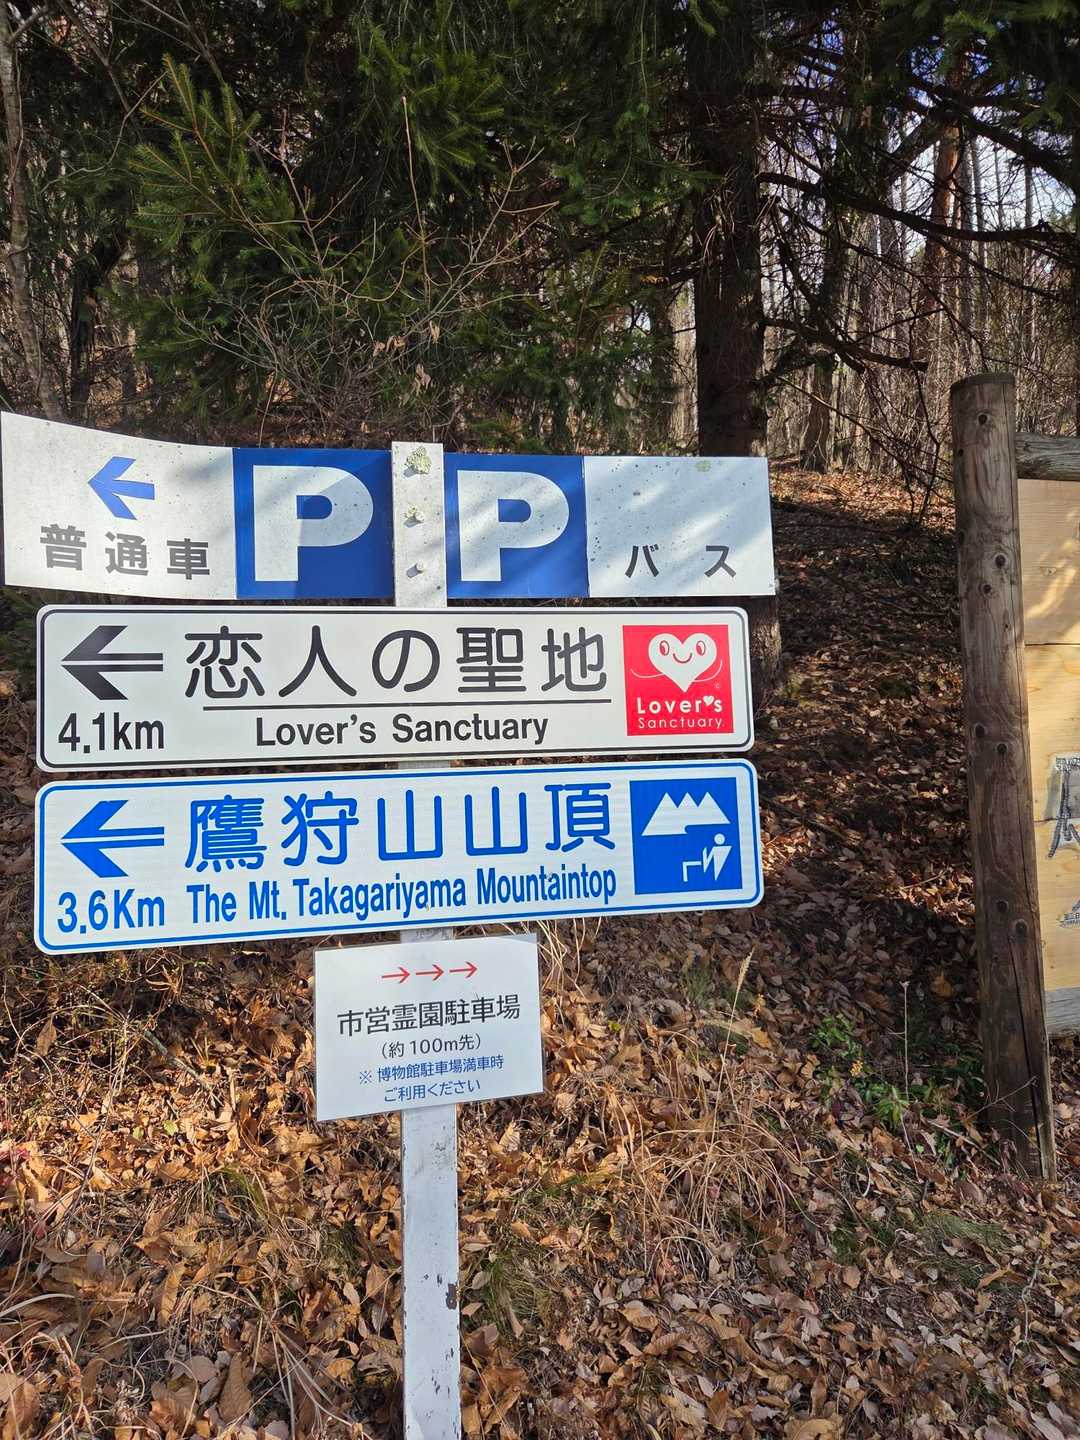 普通車 P P バス
恋人の聖地
4.1km Lover's Sanctuary
Lover's
Sanctuary
鷹狩山山頂
3.6Km The Mt. Takagariyama Mountaintop
→→→
市営霊園駐車場
（約100m先）
※ 博物館駐車場満車時
ご利用ください